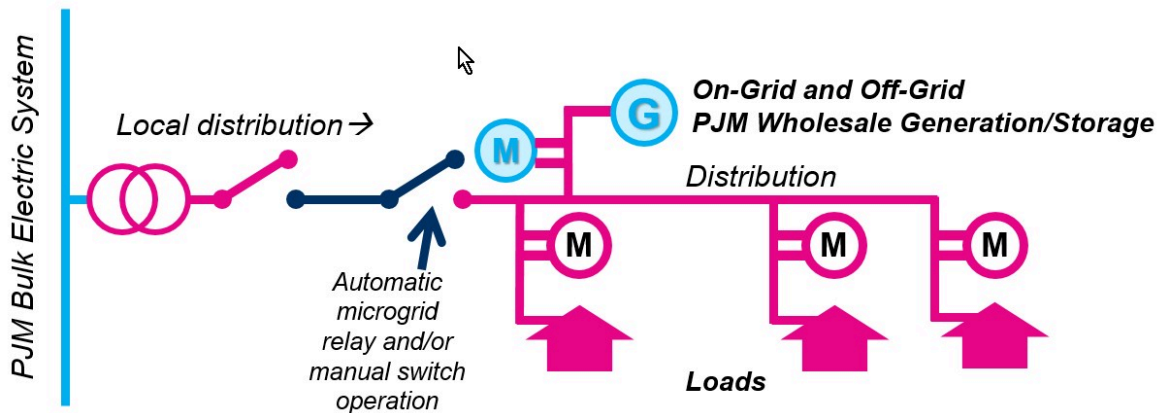 PJM Bulk Electric System
Local distribution →
M
G
On-Grid and Off-Grid
PJM Wholesale Generation/Storage
Distribution
M
M
M
Automatic
microgrid
relay and/or
manual switch
operation
Loads